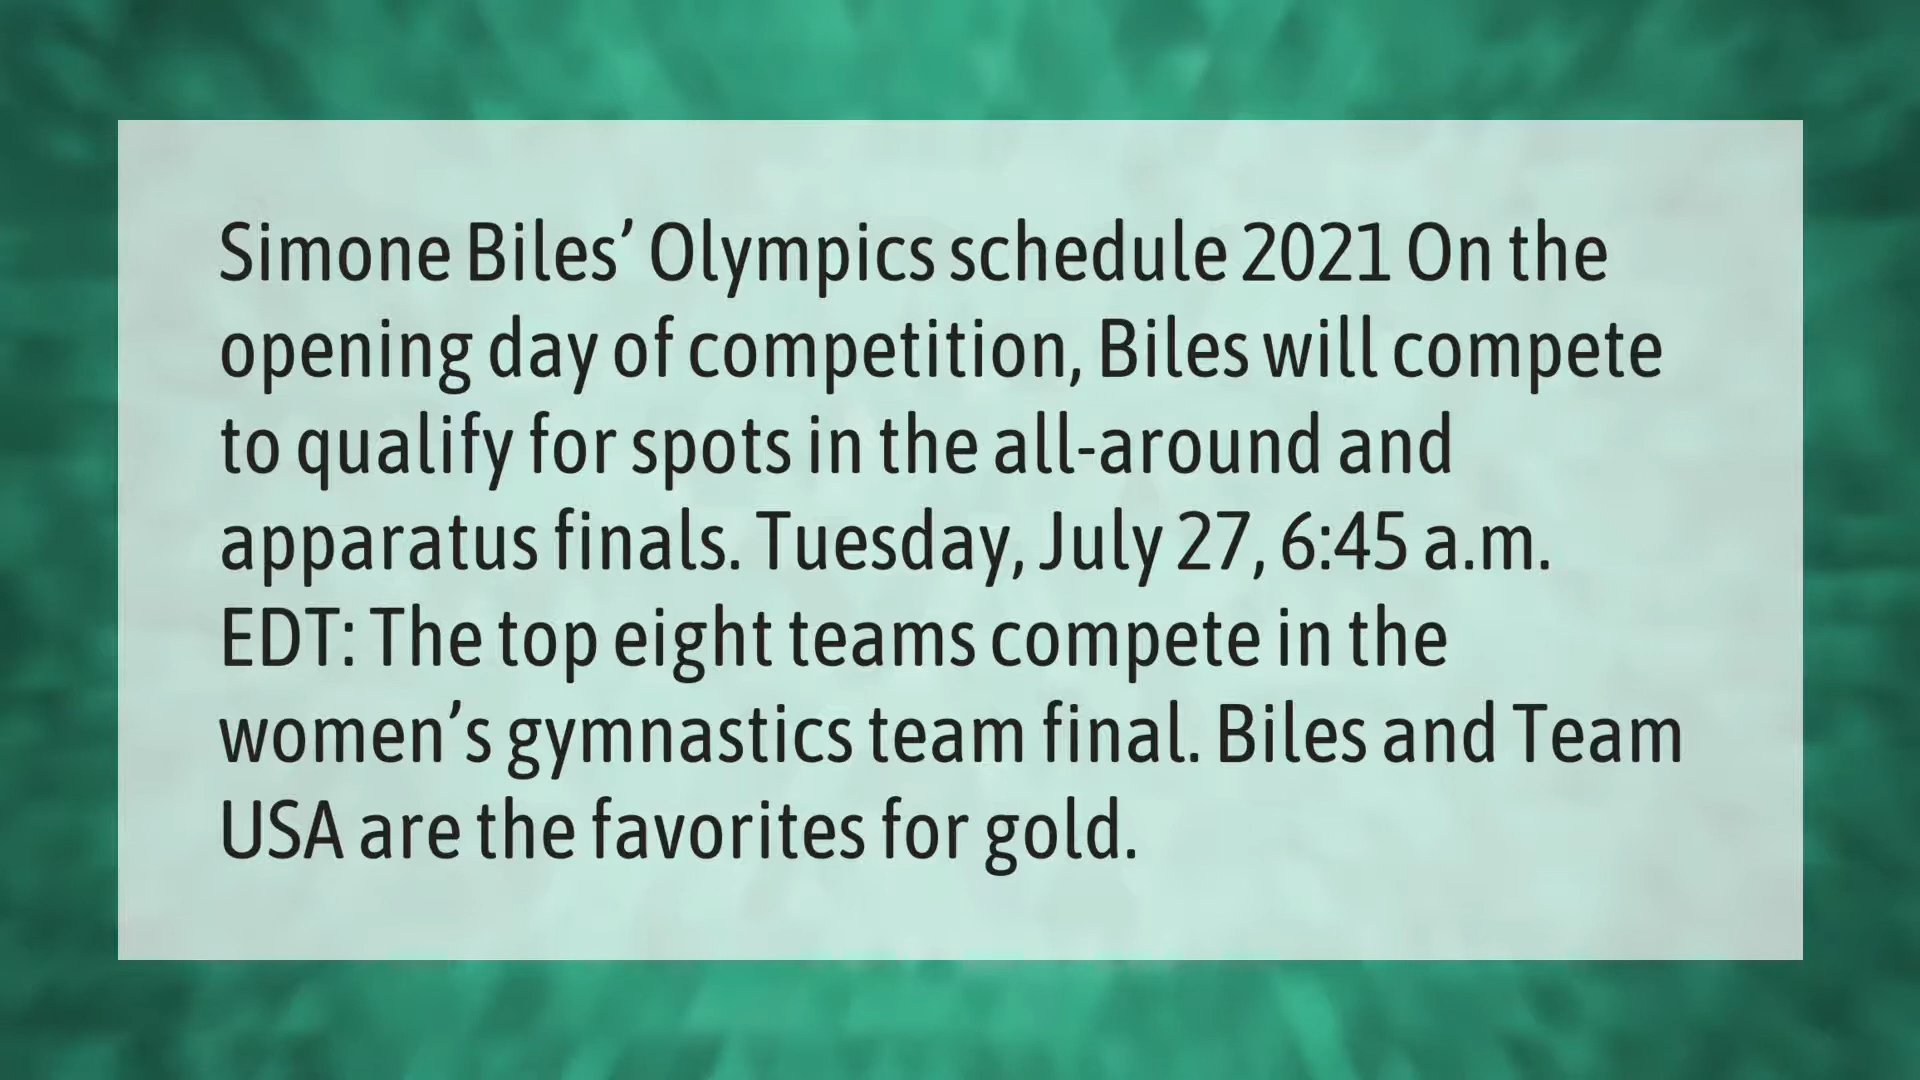 Simone Biles’ Olympics schedule 2021 On the
opening day of competition, Biles will compete
to qualify for spots in the all-around and
apparatus finals. Tuesday, July 27, 6:45 a.m.
EDT: The top eight teams compete in the
women’s gymnastics team final. Biles and Team
USA are the favorites for gold.